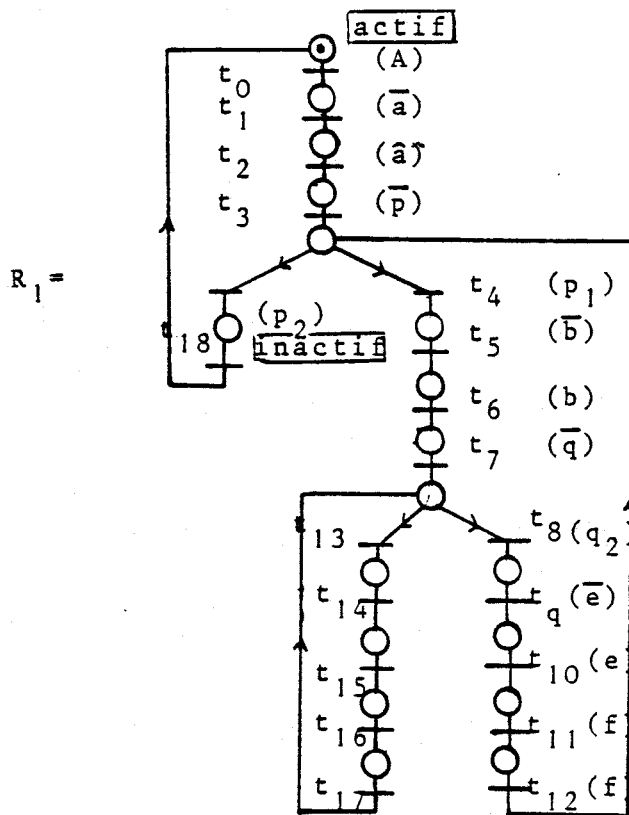 actif
t0 (A)
t1 (a̅)
t2 (â)
t3 (p̅)
R1=
t4 (p1)
(p2)
t18
t5 (b̅)
inactif
t6 (b)
t7 (q̅)
t13
t8 (q2)
t14
tq (e̅)
t15
t10 (e
t16
t11 (f
t17
t12 (f